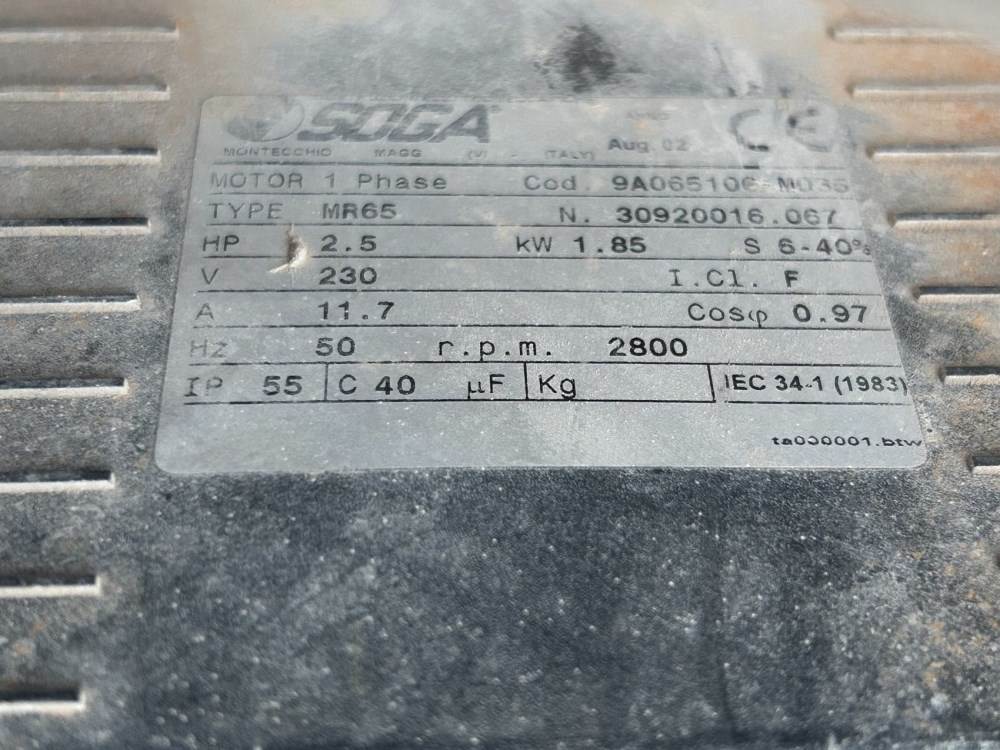 SOGA
Aug 02 CE
MONTECCHIO MAGG (V) - (ITALY)
MOTOR 1 Phase Cod. 9A065106-M035
TYPE MR65 N. 30920016.067
HP 2.5 kW 1.85 S 6-40%
V 230 I.Cl. F
A 11.7 Cosφ 0.97
Hz 50 r.p.m. 2800
IP 55 C 40 µF Kg IEC 34-1 (1983)
ta000001.btw